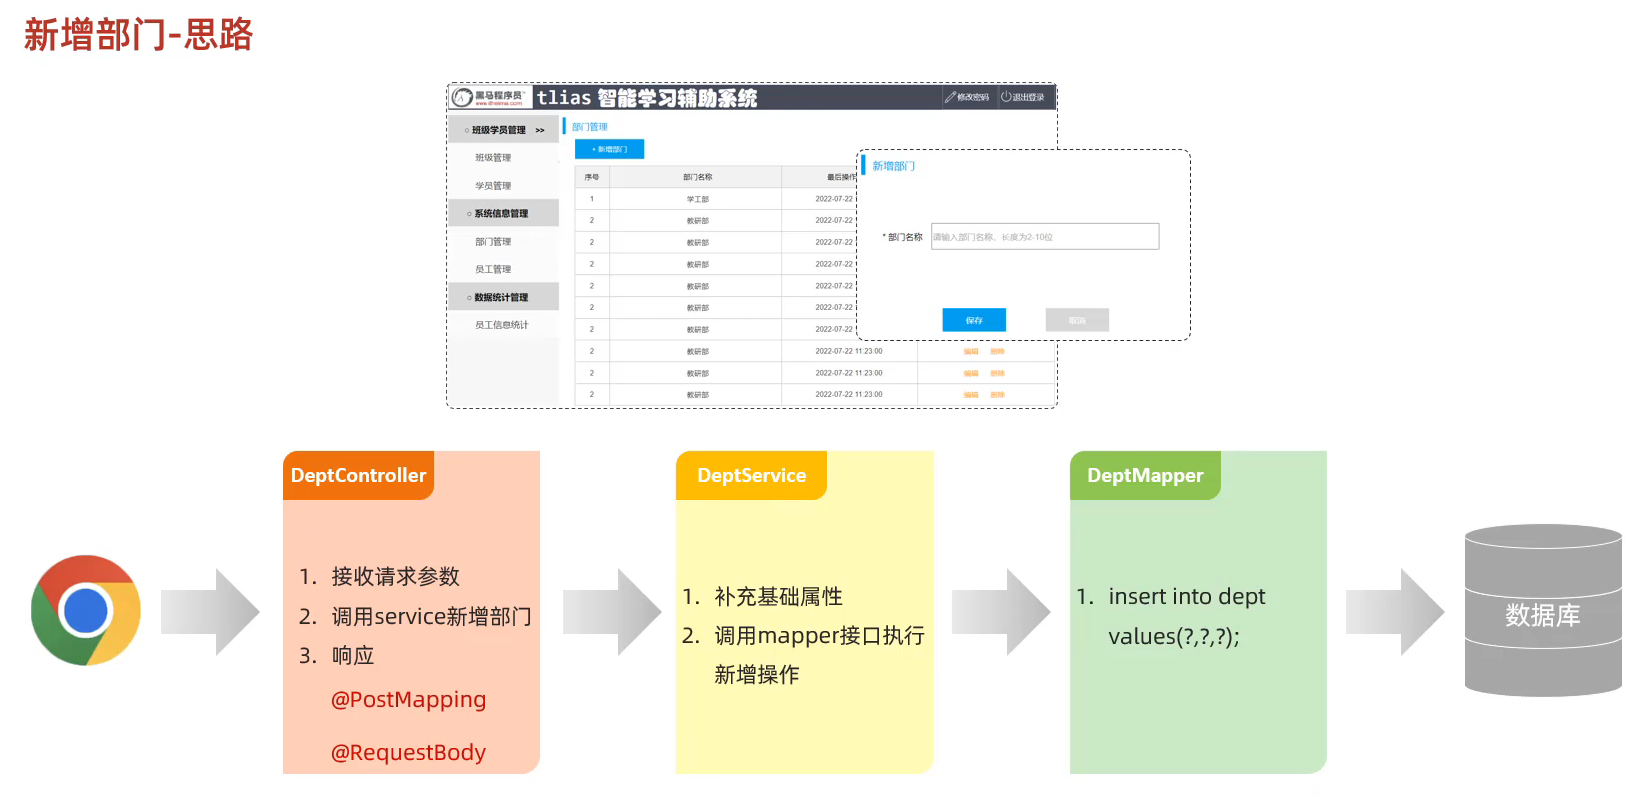 新增部门-思路
黑马程序员
www.itheima.com
tlias 智能学习辅助系统
修改密码
退出登录
班级学员管理 >>
班级管理
学员管理
系统信息管理
部门管理
员工管理
数据统计管理
员工信息统计
部门管理
+ 新增部门
序号 部门名称 最后操作
1 学工部 2022-07-22
2 教研部 2022-07-22
2 教研部 2022-07-22
2 教研部 2022-07-22
2 教研部 2022-07-22
2 教研部 2022-07-22
2 教研部 2022-07-22
2 教研部 2022-07-22 11:23:00 编辑 删除
2 教研部 2022-07-22 11:23:00 编辑 删除
2 教研部 2022-07-22 11:23:00 编辑 删除
新增部门
* 部门名称 请输入部门名称，长度为2-10位
保存 取消
DeptController
1. 接收请求参数
2. 调用service新增部门
3. 响应
@PostMapping
@RequestBody
DeptService
1. 补充基础属性
2. 调用mapper接口执行
新增操作
DeptMapper
1. insert into dept
values(?,?,?);
数据库